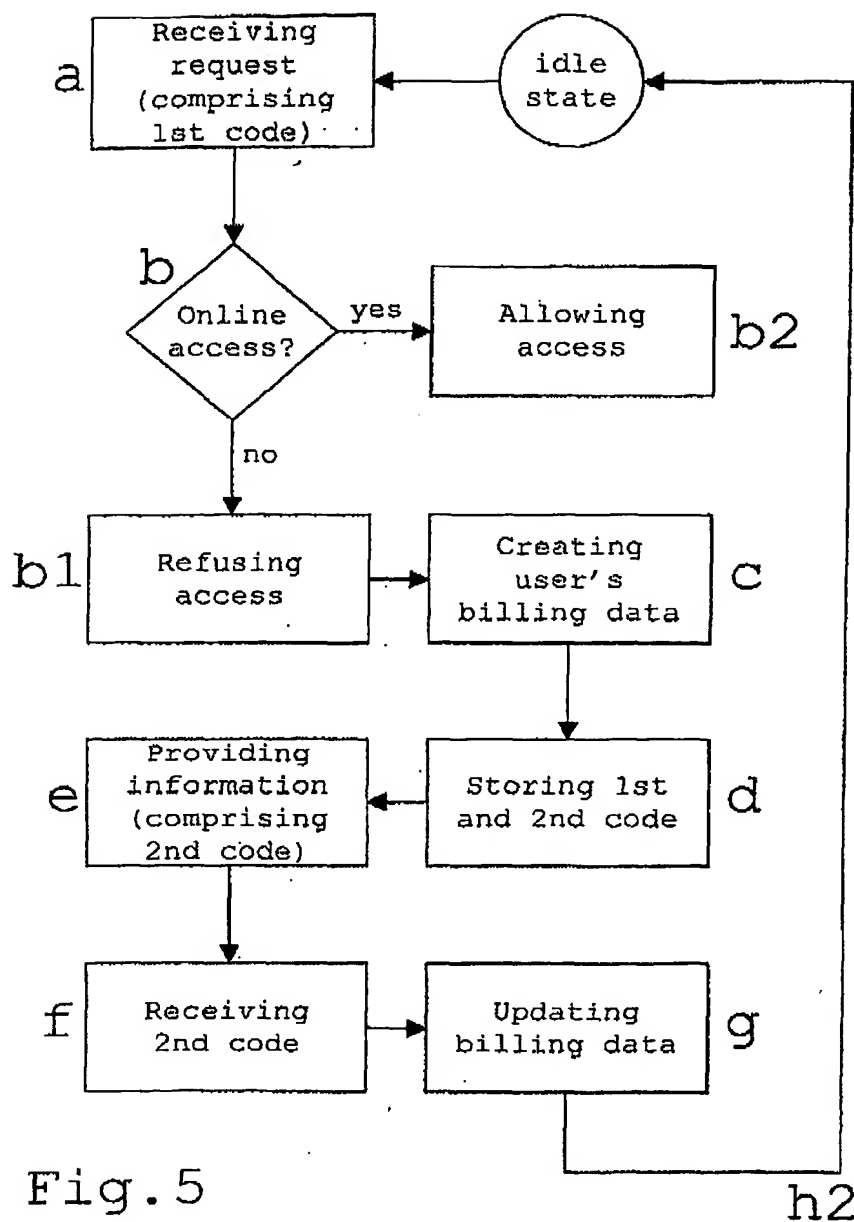 a
Receiving
request
(comprising
1st code)
idle
state
b
Online
access?
yes
Allowing
access
b2
no
b1
Refusing
access
Creating
user's
billing data
c
e
Providing
information
(comprising
2nd code)
Storing 1st
and 2nd code
d
f
Receiving
2nd code
Updating
billing data
g
Fig.5
h2